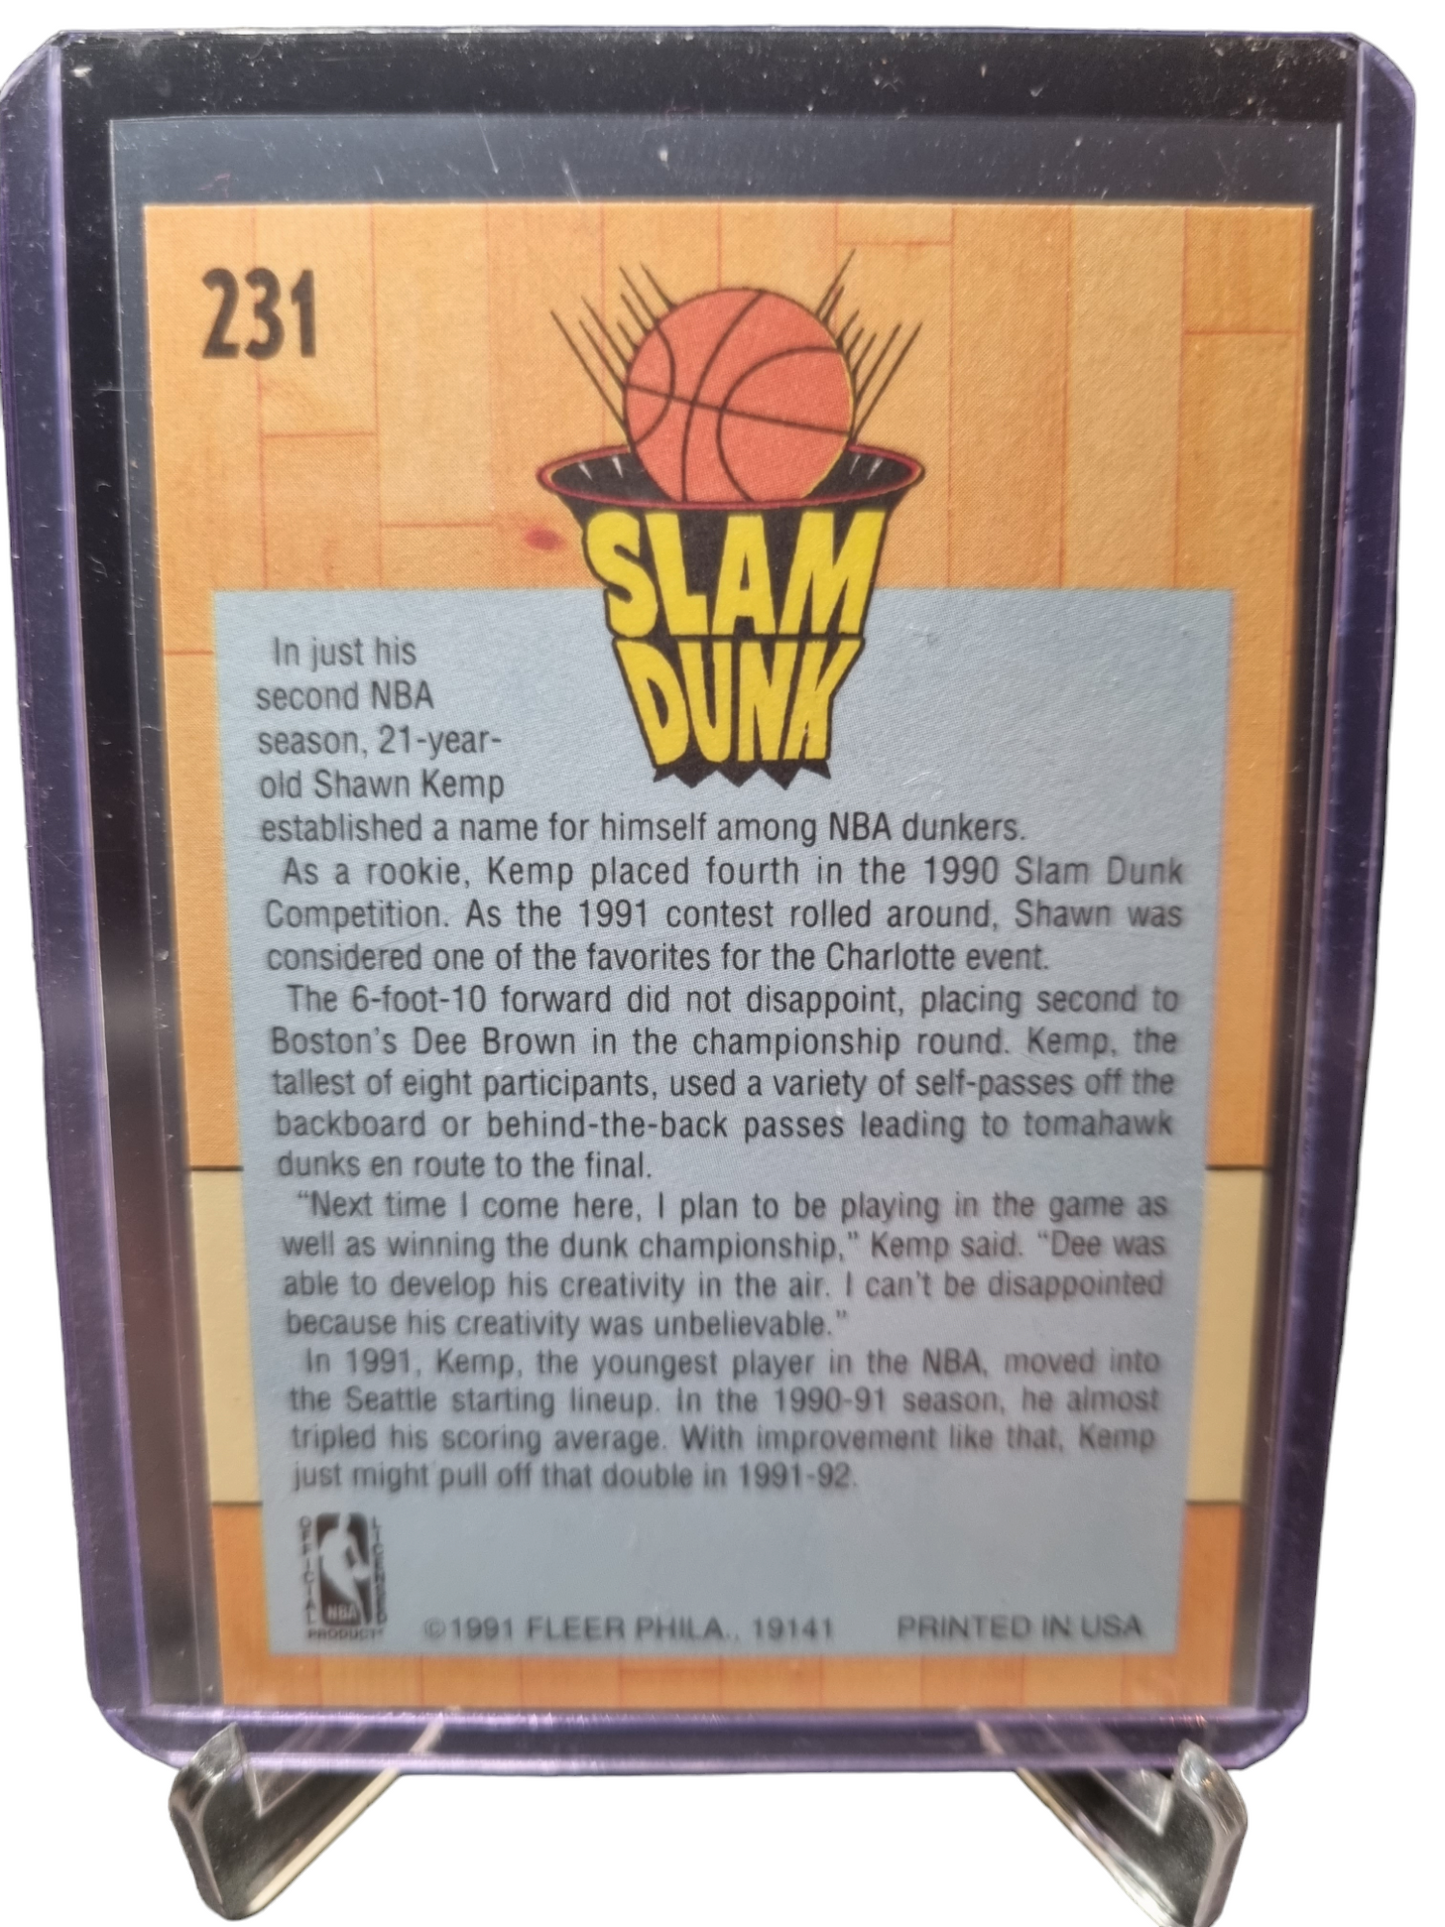 231
SLAM
DUNK
In just his
second NBA
season, 21-year-
old Shawn Kemp
established a name for himself among NBA dunkers.
As a rookie, Kemp placed fourth in the 1990 Slam Dunk
Competition. As the 1991 contest rolled around, Shawn was
considered one of the favorites for the Charlotte event.
The 6-foot-10 forward did not disappoint, placing second to
Boston's Dee Brown in the championship round. Kemp, the
tallest of eight participants, used a variety of self-passes off the
backboard or behind-the-back passes leading to tomahawk
dunks en route to the final.
“Next time I come here, I plan to be playing in the game as
well as winning the dunk championship,” Kemp said. “Dee was
able to develop his creativity in the air. I can't be disappointed
because his creativity was unbelievable.”
In 1991, Kemp, the youngest player in the NBA, moved into
the Seattle starting lineup. In the 1990-91 season, he almost
tripled his scoring average. With improvement like that, Kemp
just might pull off that double in 1991-92.
OFFICIAL
LICENSED
NBA
PRODUCT
©1991 FLEER PHILA., 19141 PRINTED IN USA